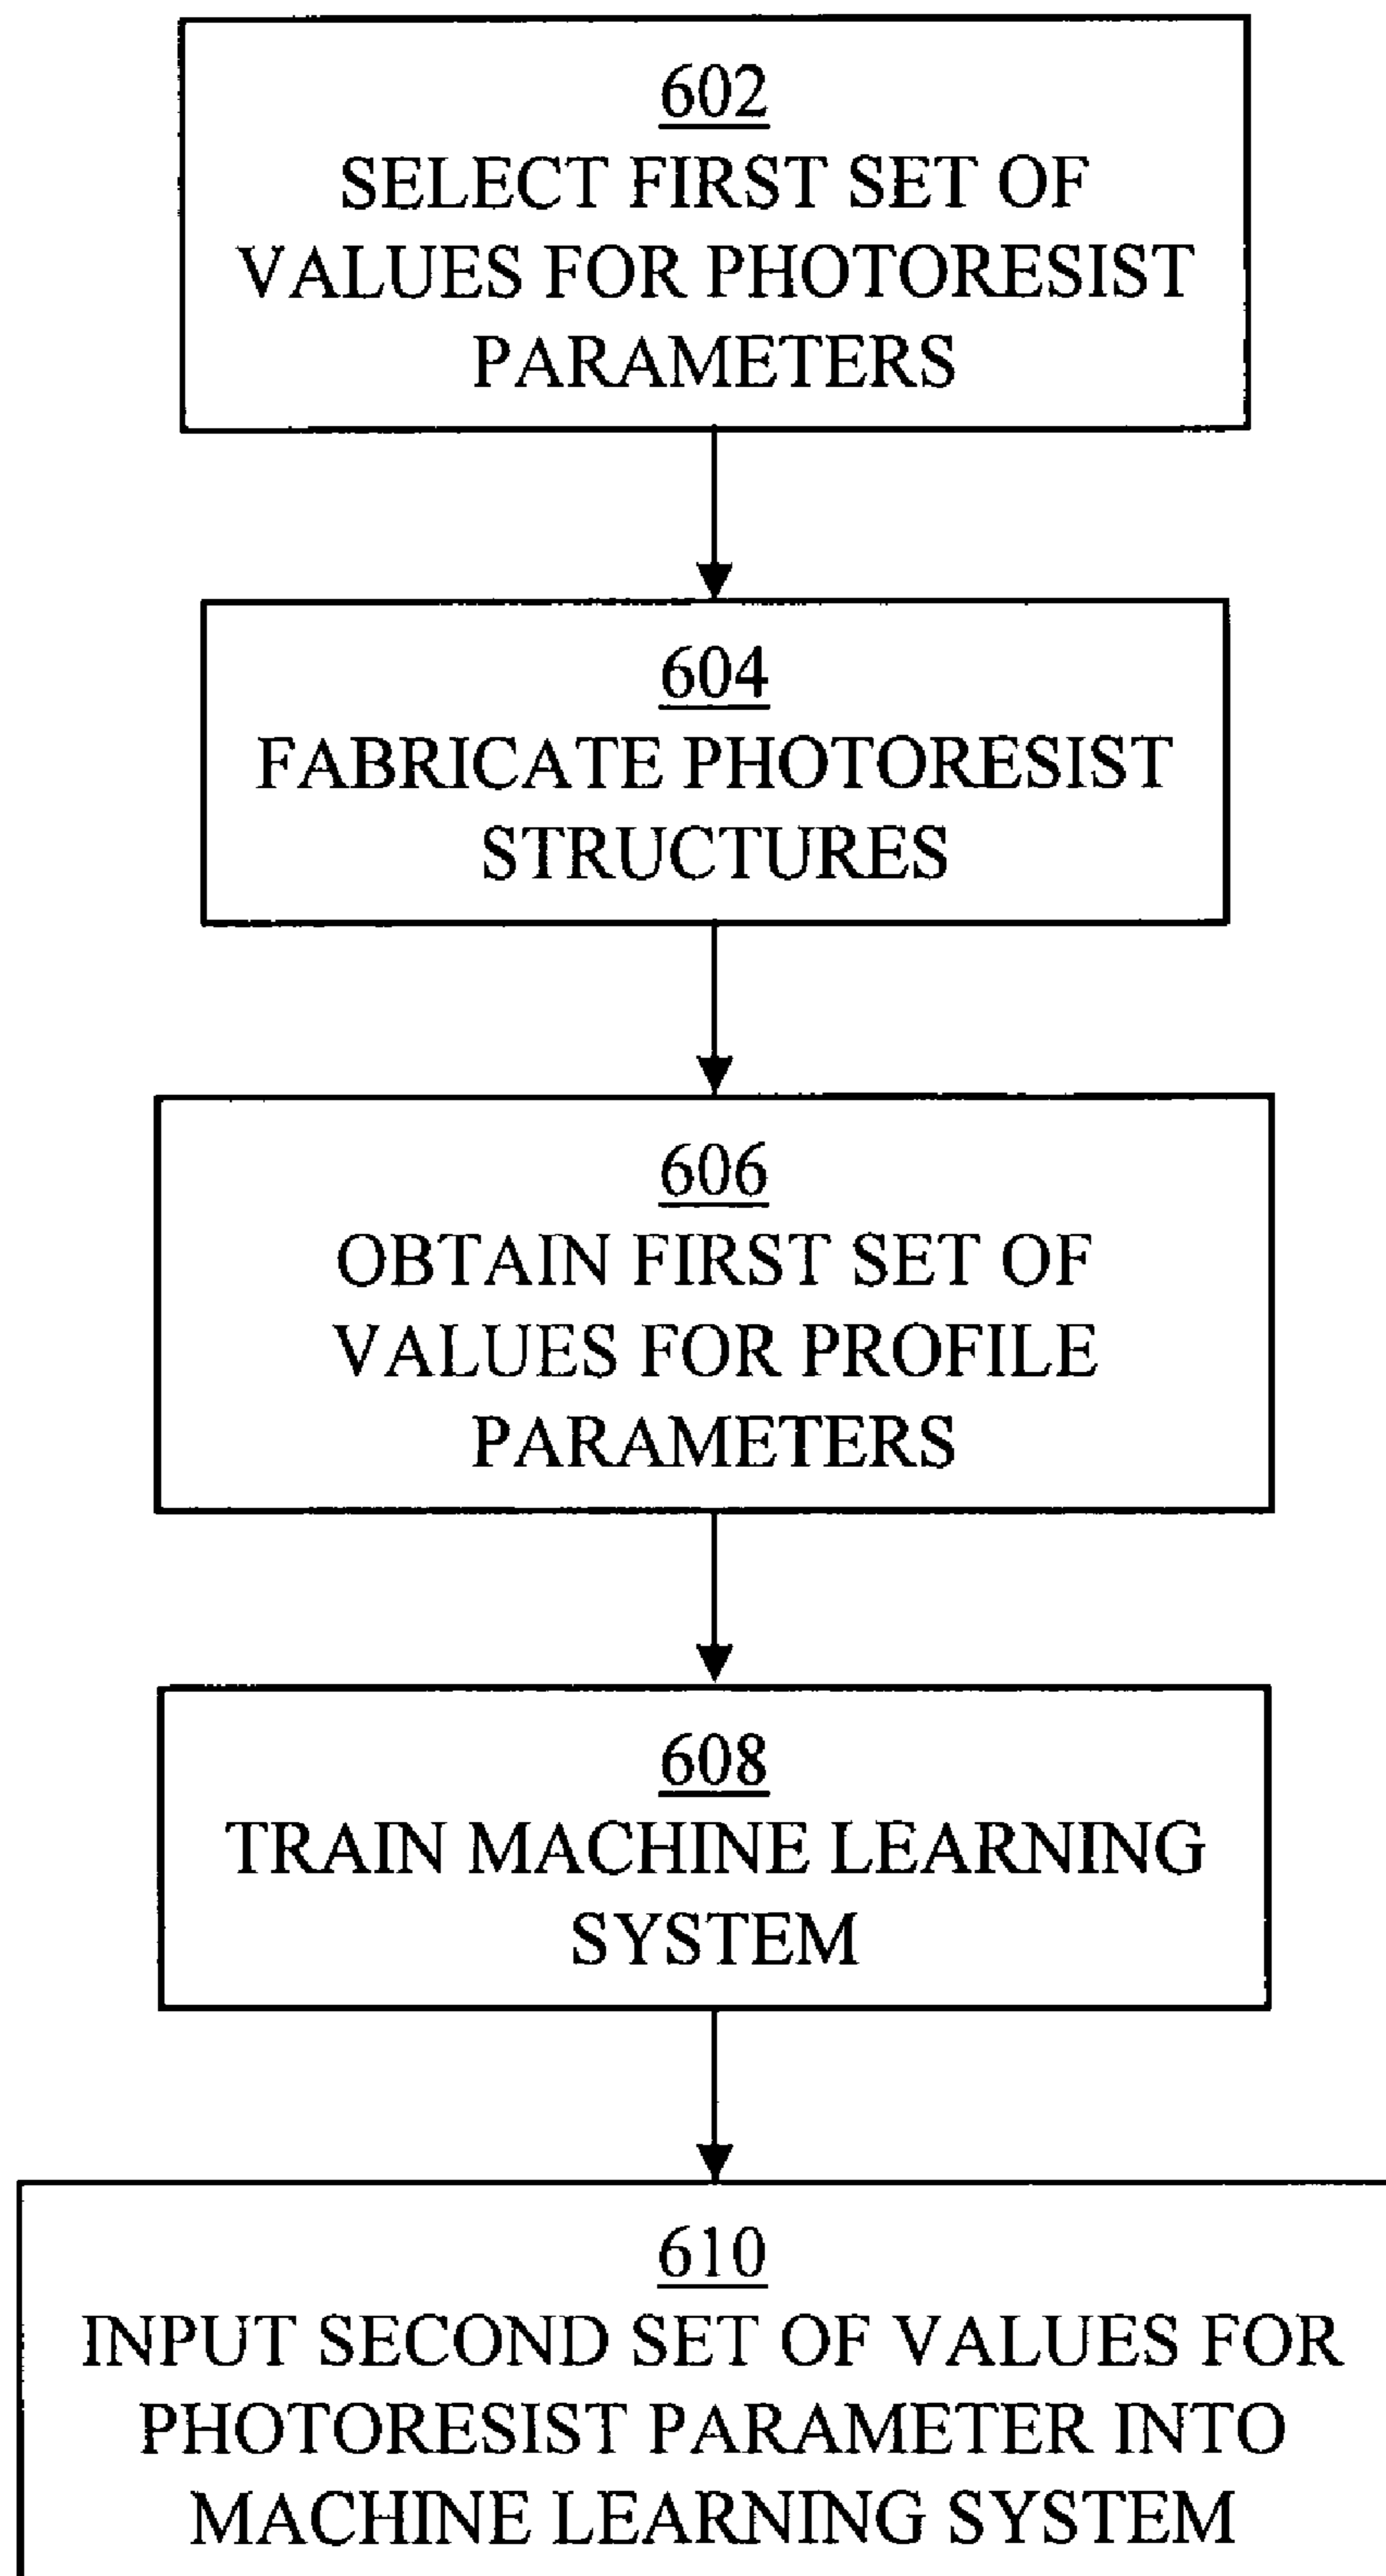 602
SELECT FIRST SET OF
VALUES FOR PHOTORESIST
PARAMETERS
604
FABRICATE PHOTORESIST
STRUCTURES
606
OBTAIN FIRST SET OF
VALUES FOR PROFILE
PARAMETERS
608
TRAIN MACHINE LEARNING
SYSTEM
610
INPUT SECOND SET OF VALUES FOR
PHOTORESIST PARAMETER INTO
MACHINE LEARNING SYSTEM